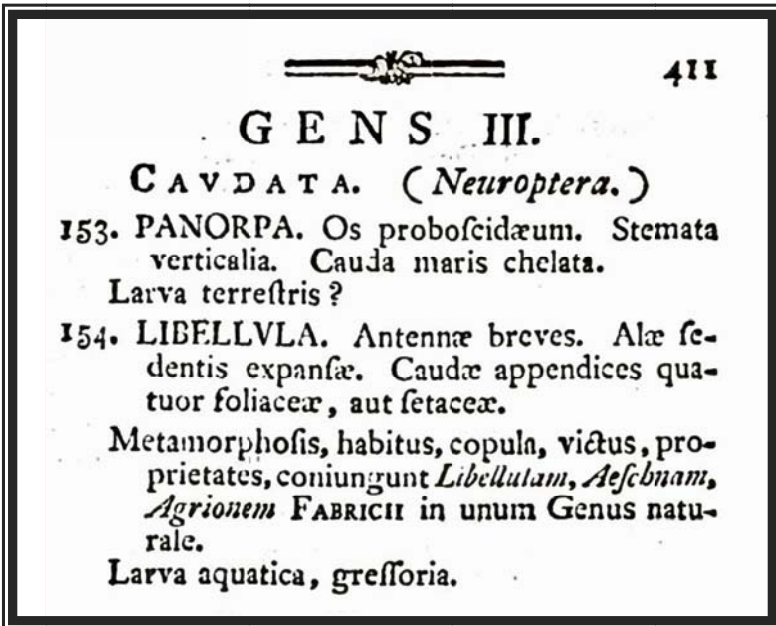 411
GENS III.
CAVDATA. (Neuroptera.)
153. PANORPA. Os proboſcidæum. Stemata
verticalia. Cauda maris chelata.
Larva terreſtris?
154. LIBELLVLA. Antennæ breves. Alæ ſe-
dentis expanſæ. Caudæ appendices qua-
tuor foliaceæ, aut ſetaceæ.
Metamorphoſis, habitus, copula, victus, pro-
prietates, coniungunt Libellulam, Aeſchnam,
Agrionem FABRICII in unum Genus natu-
rale.
Larva aquatica, greſſoria.